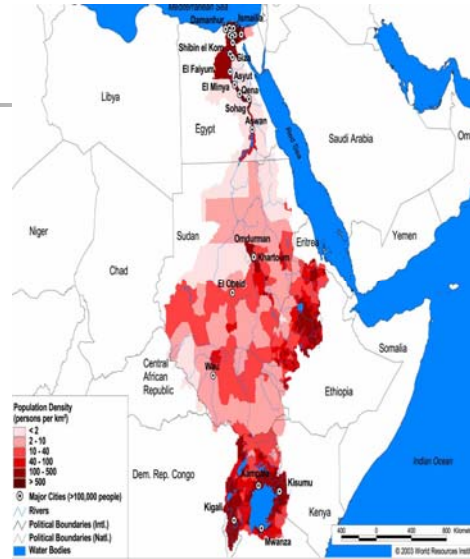 Mediterranean Sea
Damanhur
Ismailia
Shibin el Kom
Giza
El Faiyum
Asyut
El Minya
Qena
Sohag
Aswan
Libya
Egypt
Saudi Arabia
Red Sea
Om
Niger
Chad
Sudan
Omdurman
Khartoum
Eritrea
Yemen
El Obeid
Central
African
Republic
Wau
Ethiopia
Somalia
Dem. Rep. Congo
Kampala
Kisumu
Kigali
Kenya
Mwanza
Indian Ocean
Population Density
(persons per km²)
< 2
2 - 10
10 - 40
40 - 100
100 - 500
> 500
Major Cities (>100,000 people)
Rivers
Political Boundaries (Intl.)
Political Boundaries (Natl.)
Water Bodies
400 0 400 800 Kilome
© 2003 World Resources Insti